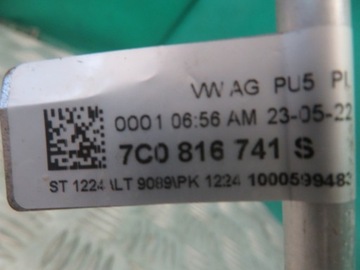 VW AG PU5
0001 06:56 AM 23-05-22
7C0 816 741 S
ST 1224 \LT 9089\PK 1224 1000599483